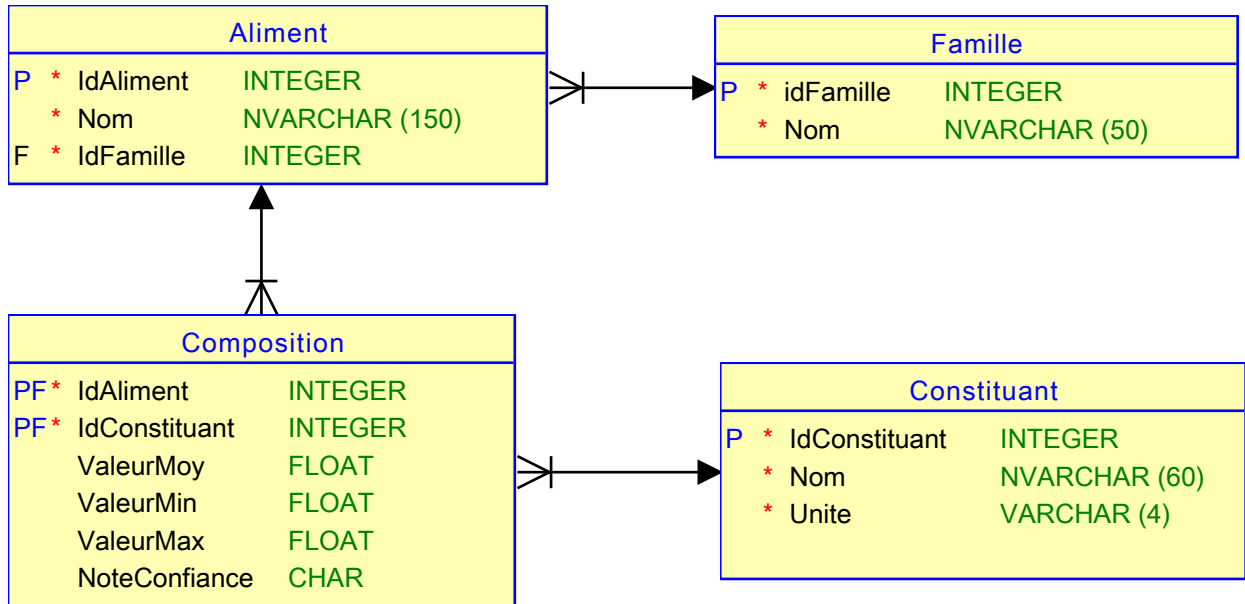 Aliment
P * IdAliment INTEGER
* Nom NVARCHAR (150)
F * IdFamille INTEGER
Famille
P * idFamille INTEGER
* Nom NVARCHAR (50)
Composition
PF * IdAliment INTEGER
PF * IdConstituant INTEGER
ValeurMoy FLOAT
ValeurMin FLOAT
ValeurMax FLOAT
NoteConfiance CHAR
Constituant
P * IdConstituant INTEGER
* Nom NVARCHAR (60)
* Unite VARCHAR (4)